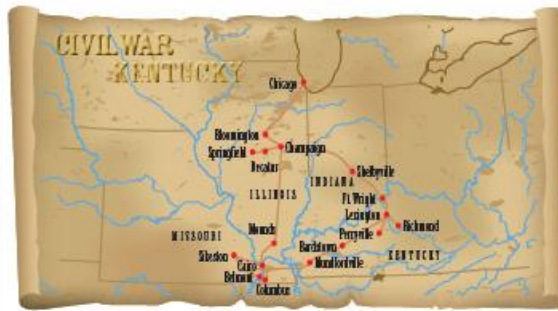 CIVIL WAR
KENTUCKY
Chicago
Bloomington
Springfield
Champaign
Decatur
Shelbyville
INDIANA
ILLINOIS
Ft. Wright
Lexington
Richmond
Perryville
Mounds
MISSOURI
Bardstown
KENTUCKY
Sikeston
Munfordville
Cairo
Belmont
Columbus